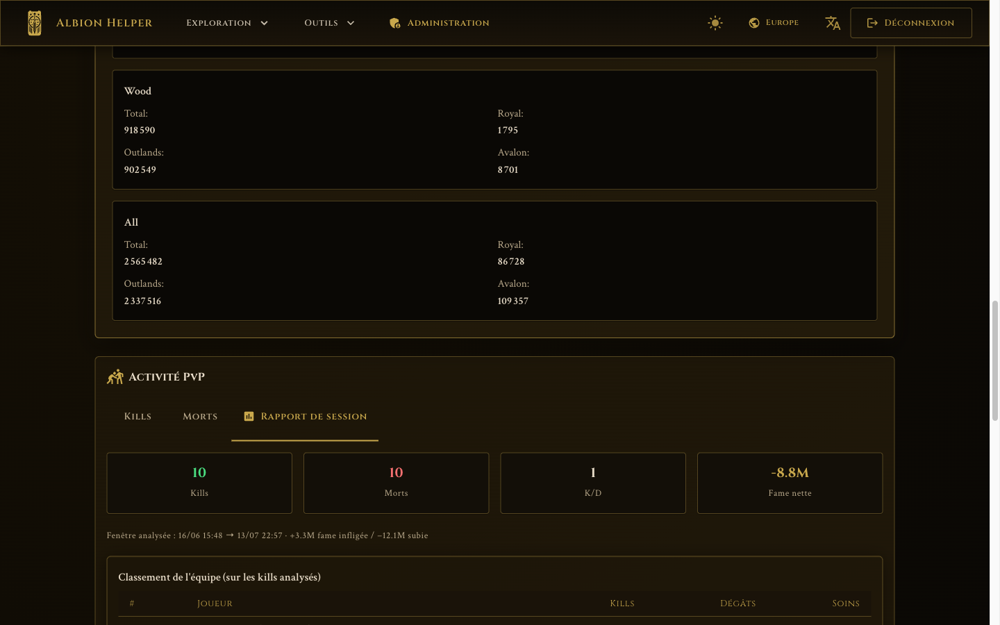 Albion Helper
Exploration
Outils
Administration
Europe
Déconnexion
Wood
Total:
Royal:
918 590
1 795
Outlands:
Avalon:
902 549
8 701
All
Total:
Royal:
2 565 482
86 728
Outlands:
Avalon:
2 337 516
109 357
Activité PvP
Kills
Morts
Rapport de session
10
Kills
10
Morts
1
K/D
-8.8M
Fame nette
Fenêtre analysée : 16/06 15:48 → 13/07 22:57 · +3.3M fame infligée / −12.1M subie
Classement de l'équipe (sur les kills analysés)
# Joueur Kills Dégâts Soins